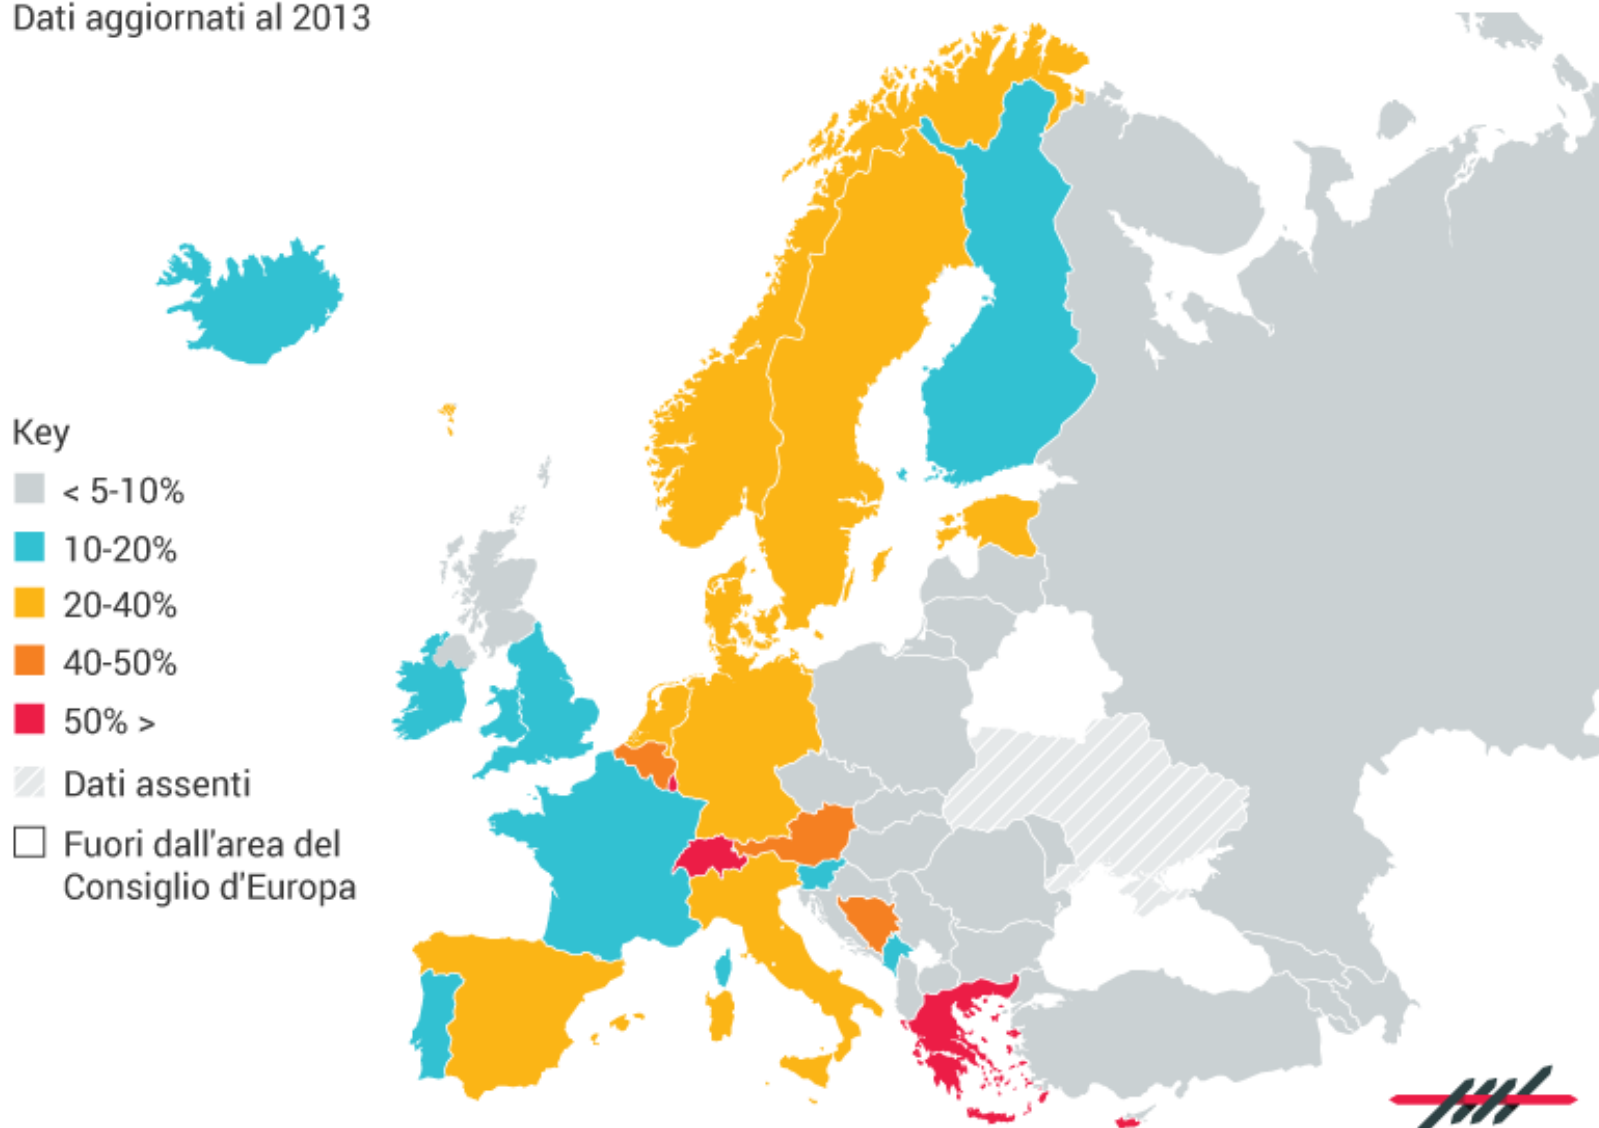 Dati aggiornati al 2013
Key
< 5-10%
10-20%
20-40%
40-50%
50% >
Dati assenti
Fuori dall'area del
Consiglio d'Europa